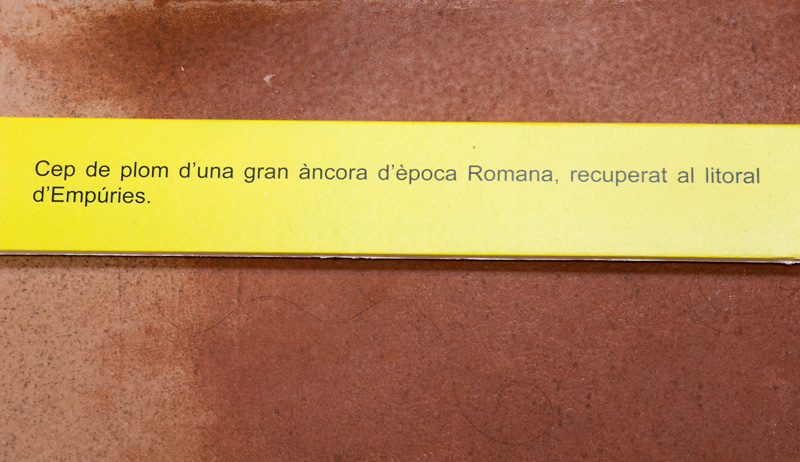 Cep de plom d'una gran àncora d'època Romana, recuperat al litoral
d'Empúries.